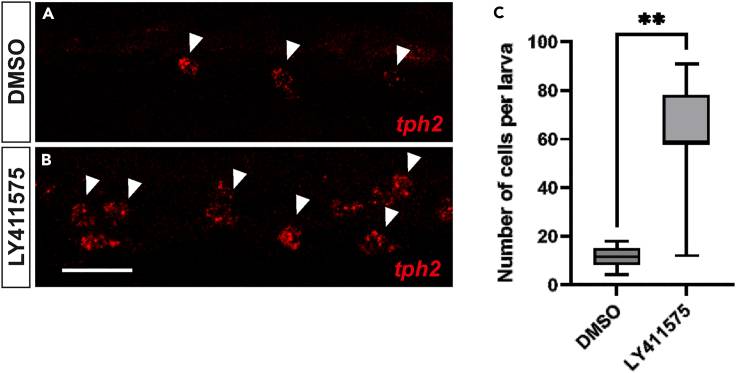 A
DMSO
tph2
B
LY411575
tph2
C
**
Number of cells per larva
100
80
60
40
20
0
DMSO
LY411575